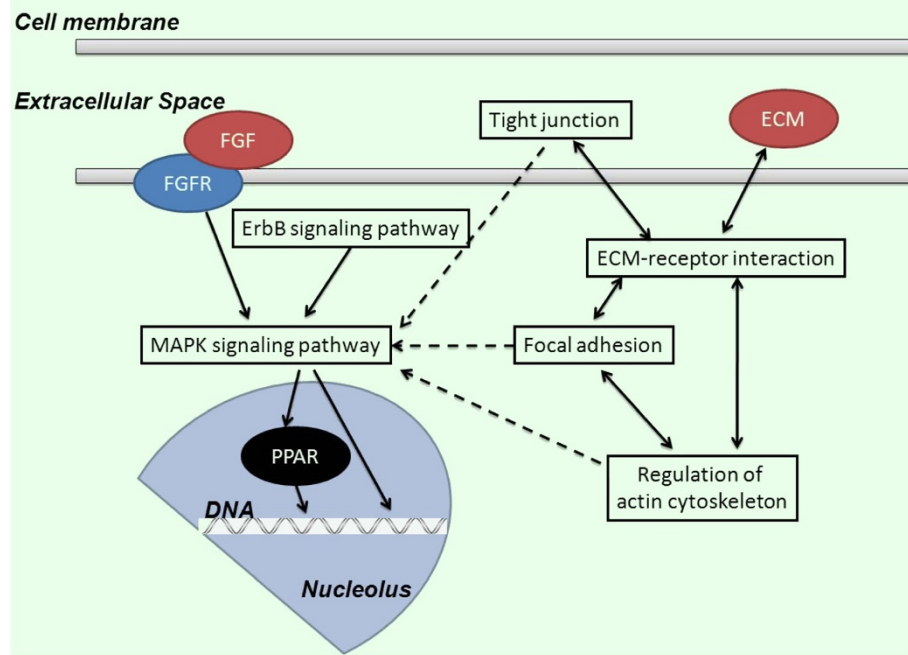 Cell membrane
Extracellular Space
FGF
FGFR
Tight junction
ECM
ErbB signaling pathway
ECM-receptor interaction
MAPK signaling pathway
Focal adhesion
PPAR
Regulation of
actin cytoskeleton
DNA
Nucleolus